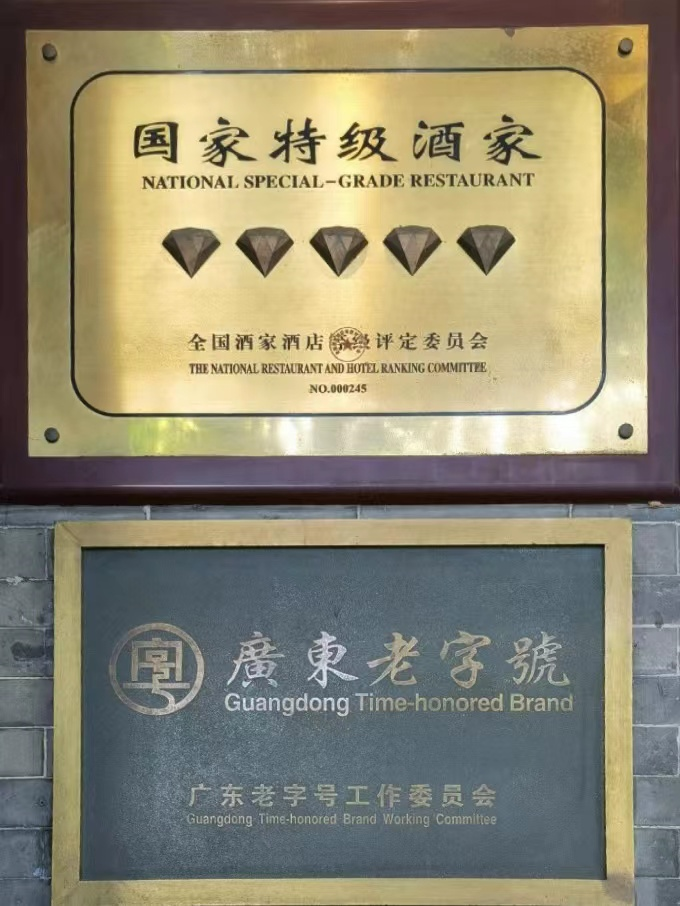 国家特级酒家
NATIONAL SPECIAL-GRADE RESTAURANT
全国酒家酒店等级评定委员会
THE NATIONAL RESTAURANT AND HOTEL RANKING COMMITTEE
NO.000245
廣東老字號
Guangdong Time-honored Brand
广东老字号工作委员会
Guangdong Time-honored Brand Working Committee